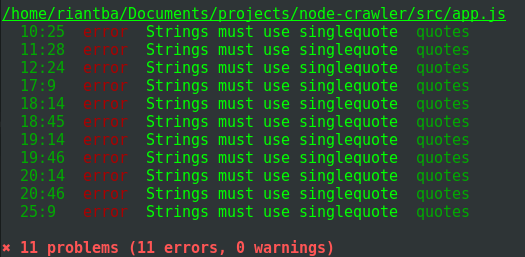 /home/riantba/Documents/projects/node-crawler/src/app.js
10:25 error Strings must use singlequote quotes
11:28 error Strings must use singlequote quotes
12:24 error Strings must use singlequote quotes
17:9 error Strings must use singlequote quotes
18:14 error Strings must use singlequote quotes
18:45 error Strings must use singlequote quotes
19:14 error Strings must use singlequote quotes
19:46 error Strings must use singlequote quotes
20:14 error Strings must use singlequote quotes
20:46 error Strings must use singlequote quotes
25:9 error Strings must use singlequote quotes
✖ 11 problems (11 errors, 0 warnings)